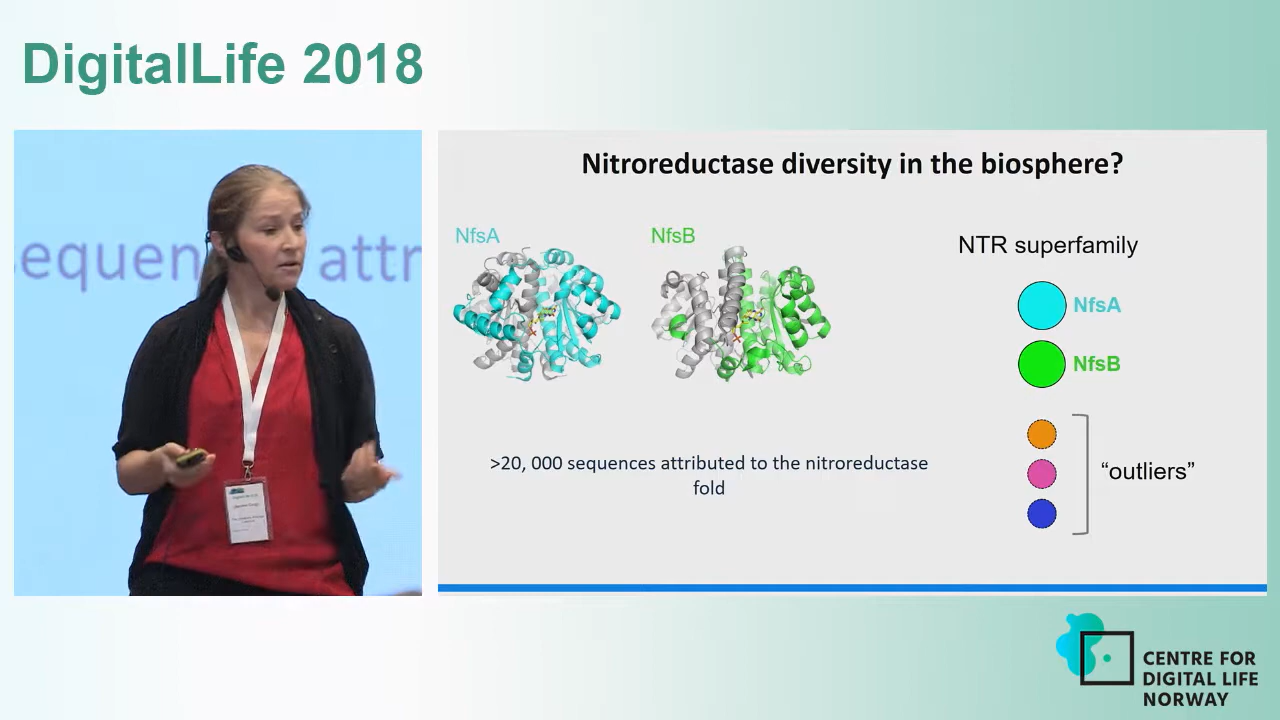 DigitalLife 2018
sequen attr
Nitroreductase diversity in the biosphere?
NfsA
NfsB
NTR superfamily
NfsA
NfsB
“outliers”
>20, 000 sequences attributed to the nitroreductase
fold
CENTRE FOR
DIGITAL LIFE
NORWAY